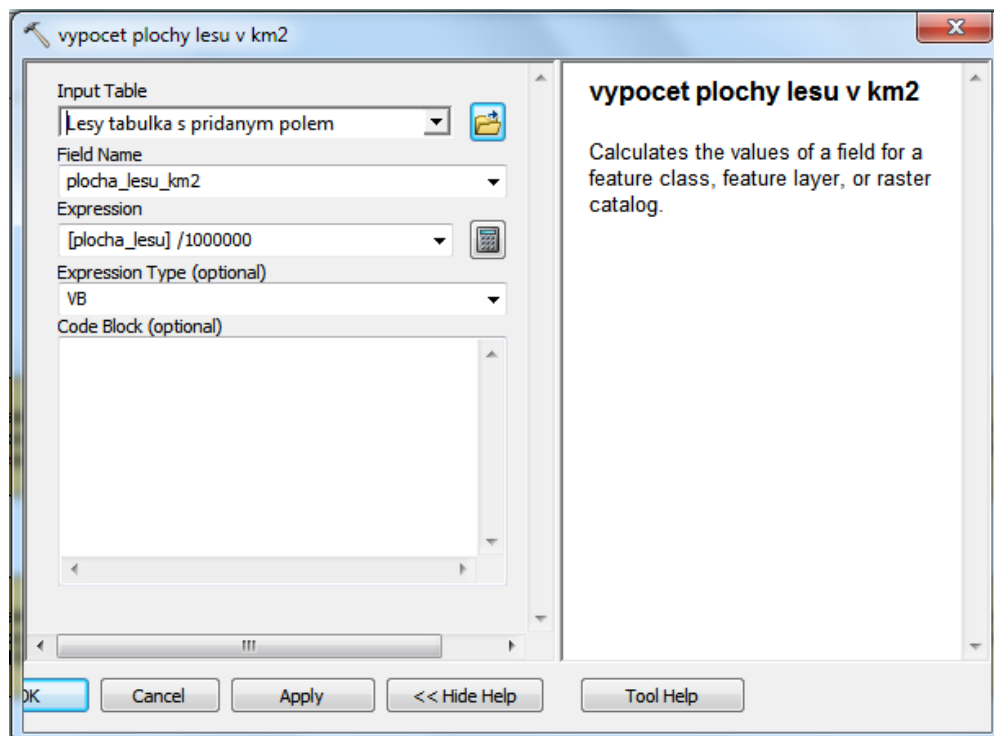 vypocet plochy lesu v km2
Input Table
Lesy tabulka s pridanym polem
Field Name
plocha_lesu_km2
Expression
[plocha_lesu] /1000000
Expression Type (optional)
VB
Code Block (optional)
vypocet plochy lesu v km2
Calculates the values of a field for a
feature class, feature layer, or raster
catalog.
OK
Cancel
Apply
<< Hide Help
Tool Help